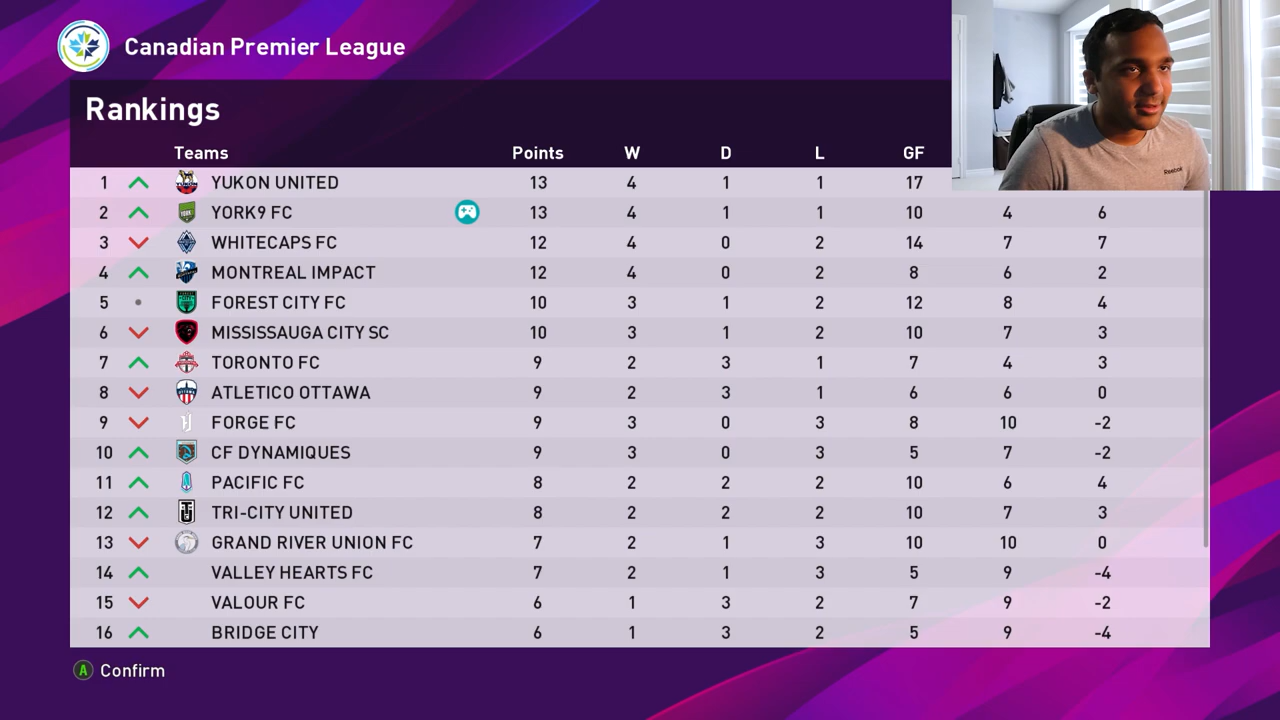 Canadian Premier League
Rankings
Teams Points W D L GF
1 YUKON UNITED 13 4 1 1 17
2 YORK9 FC 13 4 1 1 10 4 6
3 WHITECAPS FC 12 4 0 2 14 7 7
4 MONTREAL IMPACT 12 4 0 2 8 6 2
5 FOREST CITY FC 10 3 1 2 12 8 4
6 MISSISSAUGA CITY SC 10 3 1 2 10 7 3
7 TORONTO FC 9 2 3 1 7 4 3
8 ATLETICO OTTAWA 9 2 3 1 6 6 0
9 FORGE FC 9 3 0 3 8 10 -2
10 CF DYNAMIQUES 9 3 0 3 5 7 -2
11 PACIFIC FC 8 2 2 2 10 6 4
12 TRI-CITY UNITED 8 2 2 2 10 7 3
13 GRAND RIVER UNION FC 7 2 1 3 10 10 0
14 VALLEY HEARTS FC 7 2 1 3 5 9 -4
15 VALOUR FC 6 1 3 2 7 9 -2
16 BRIDGE CITY 6 1 3 2 5 9 -4
A Confirm
Reebok